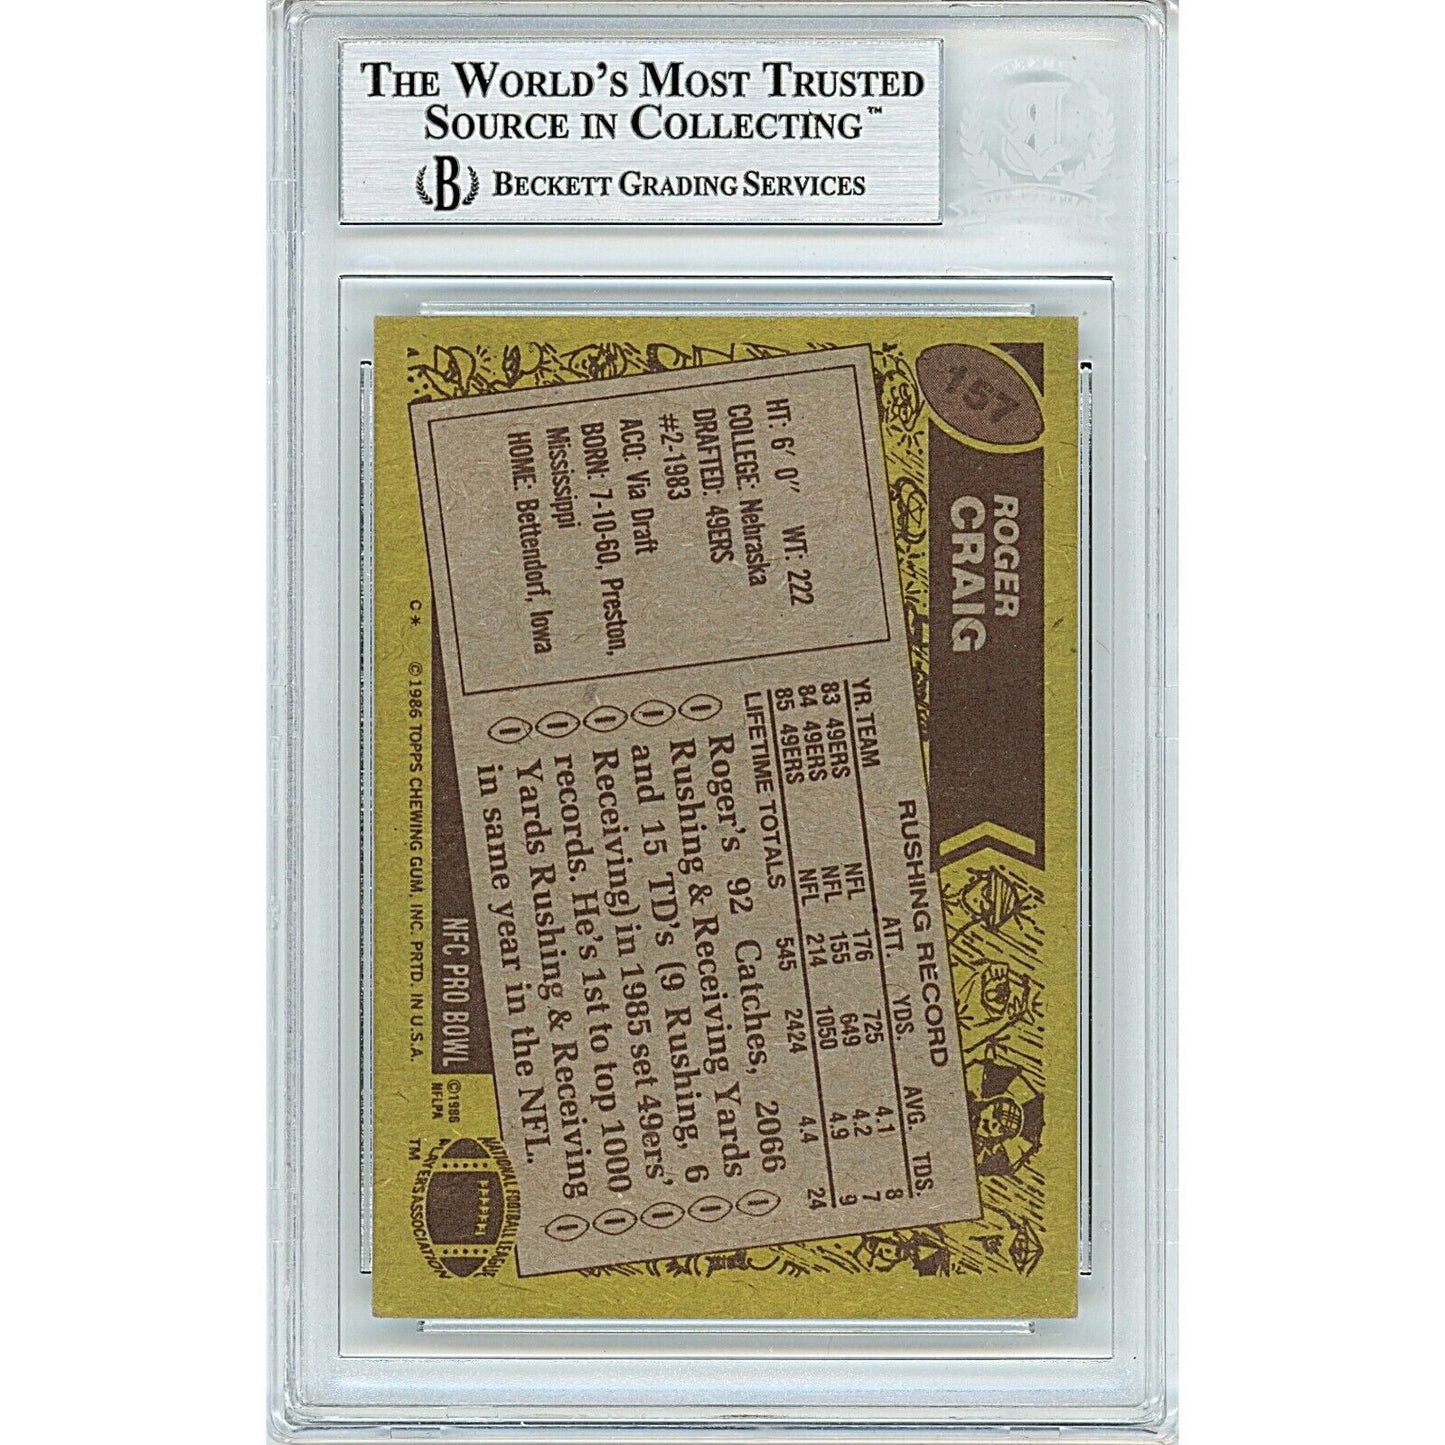 THE WORLD'S MOST TRUSTED
SOURCE IN COLLECTING™
B BECKETT GRADING SERVICES
157
ROGER
CRAIG
HT: 6' 0" WT: 222
COLLEGE: Nebraska
DRAFTED: 49ERS
#2-1983
ACQ: Via Draft
BORN: 7-10-60, Preston,
Mississippi
HOME: Bettendorf, Iowa
RUSHING RECORD
YR. TEAM ATT. YDS. AVG. TDS.
83 49ERS NFL 176 725 4.1 8
84 49ERS NFL 155 649 4.2 7
85 49ERS NFL 214 1050 4.9 9
LIFETIME TOTALS 545 2424 4.4 24
Roger's 92 Catches, 2066
Rushing & Receiving Yards
and 15 TD's (9 Rushing, 6
Receiving) in 1985 set 49ers'
records. He's 1st to top 1000
Yards Rushing & Receiving
in same year in the NFL.
NFC PRO BOWL
©1986
NFLPA
NATIONAL FOOTBALL LEAGUE
PLAYERS ASSOCIATION
TM
A
C* ©1986 TOPPS CHEWING GUM, INC. PRTD. IN U.S.A.